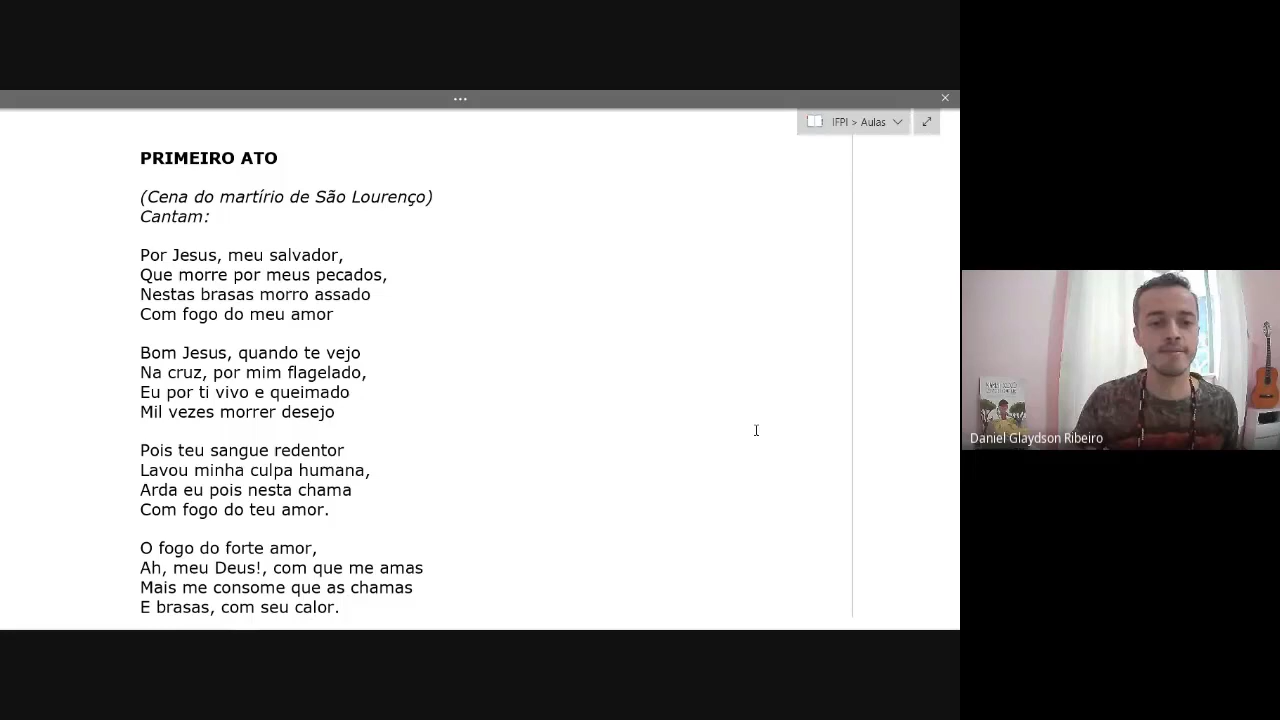 IFPI > Aulas
PRIMEIRO ATO
(Cena do martírio de São Lourenço)
Cantam:
Por Jesus, meu salvador,
Que morre por meus pecados,
Nestas brasas morro assado
Com fogo do meu amor
Bom Jesus, quando te vejo
Na cruz, por mim flagelado,
Eu por ti vivo e queimado
Mil vezes morrer desejo
Pois teu sangue redentor
Lavou minha culpa humana,
Arda eu pois nesta chama
Com fogo do teu amor.
O fogo do forte amor,
Ah, meu Deus!, com que me amas
Mais me consome que as chamas
E brasas, com seu calor.
Daniel Glaydson Ribeiro